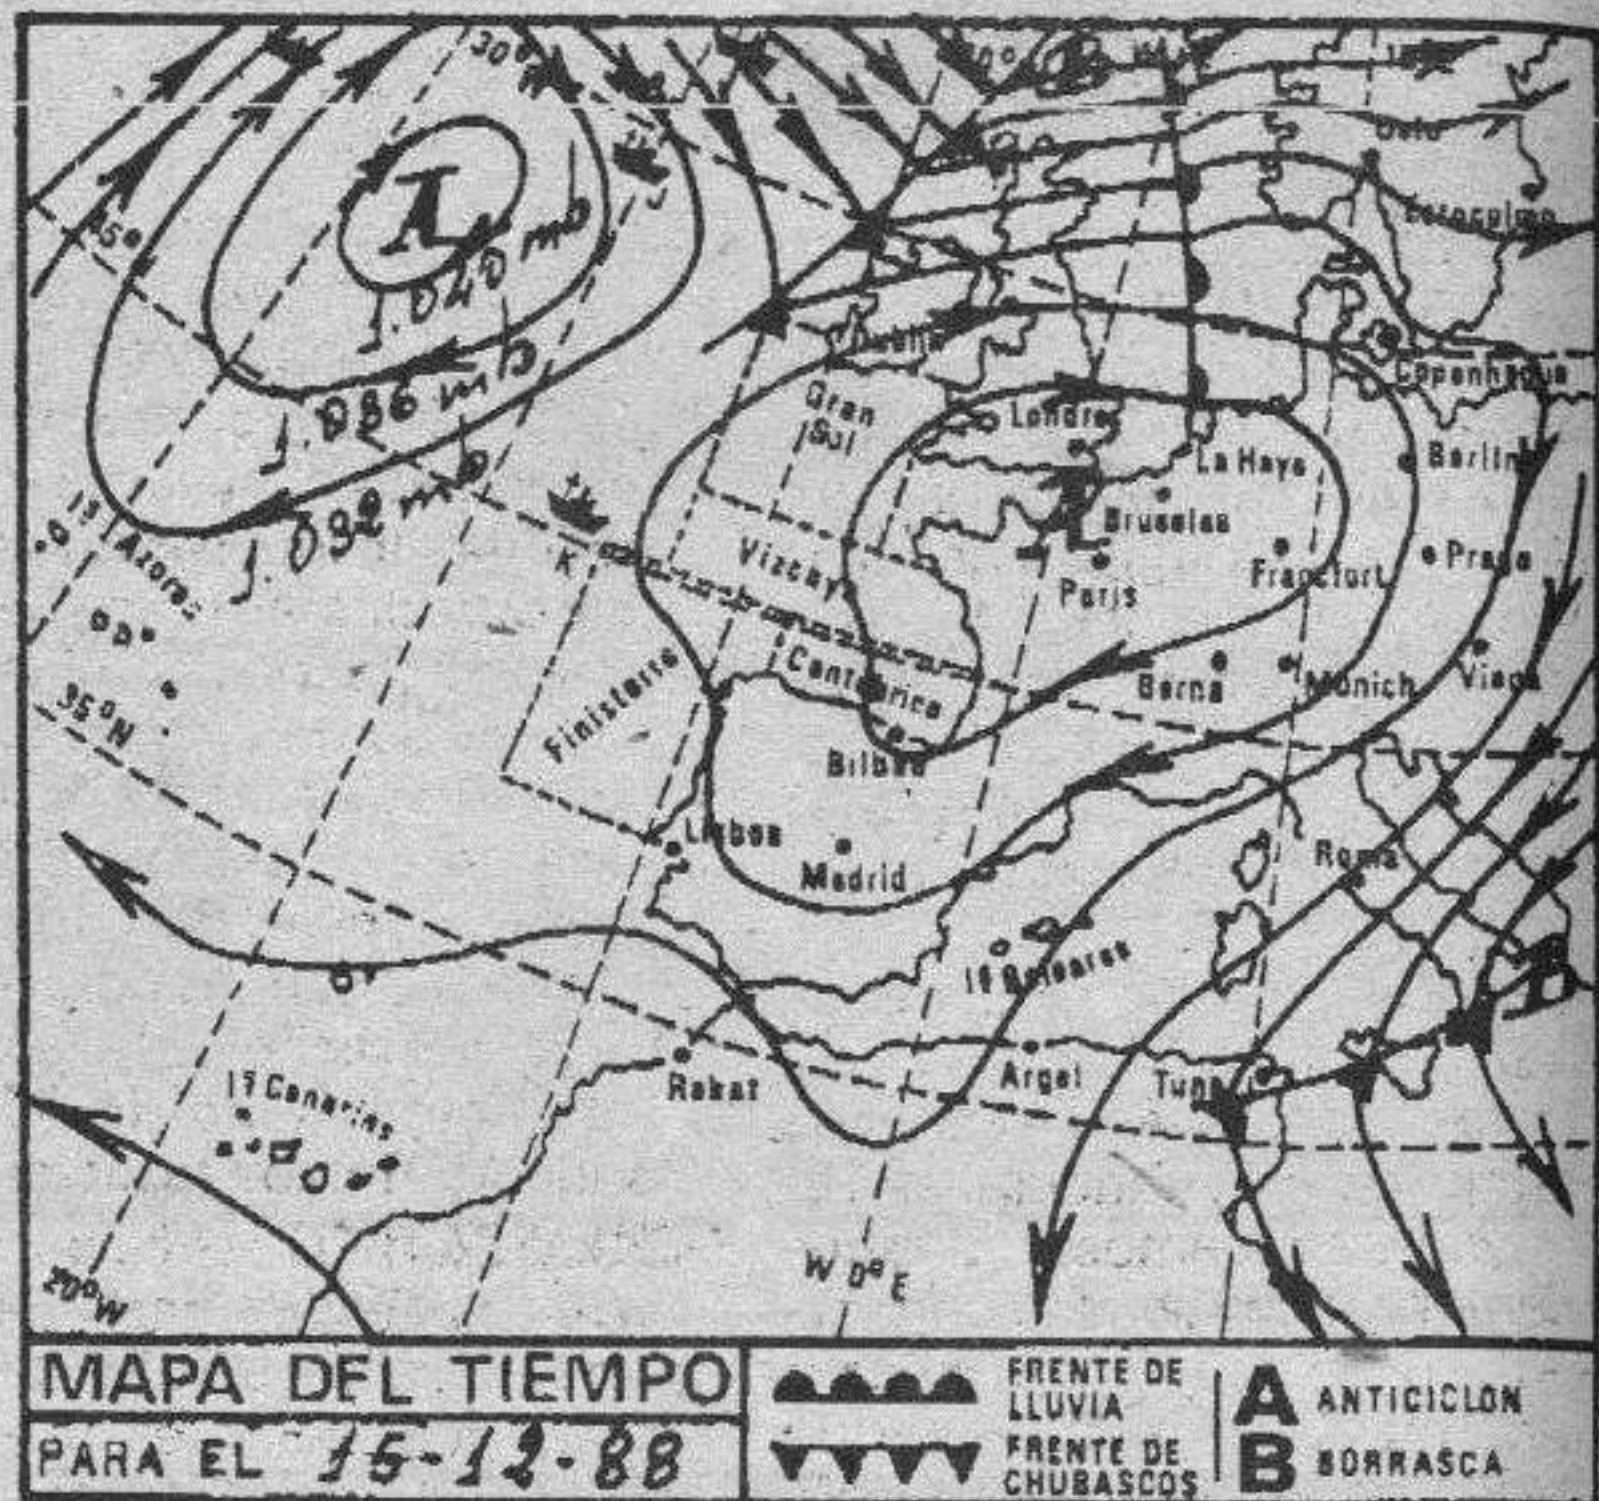 30°
A
1.040 mb
1.036 mb
1.032 mb
45°
B
Oslo
Estocolmo
Copenhague
Dublin
Gran
Sol
Londres
La Haya
Berlin
Bruselas
Paris
Francfort
Praga
K
Vizcaya
Is Azores
Finisterre
Cantabrico
Berna
Munich
Viena
35° N
Bilbao
Lisboa
Madrid
Roma
Is Baleares
B
Is Canarias
Rabat
Argel
Tunez
20° W
W 0° E
MAPA DEL TIEMPO
PARA EL 15-12-88
FRENTE DE
LLUVIA
FRENTE DE
CHUBASCOS
A ANTICICLON
B BORRASCA